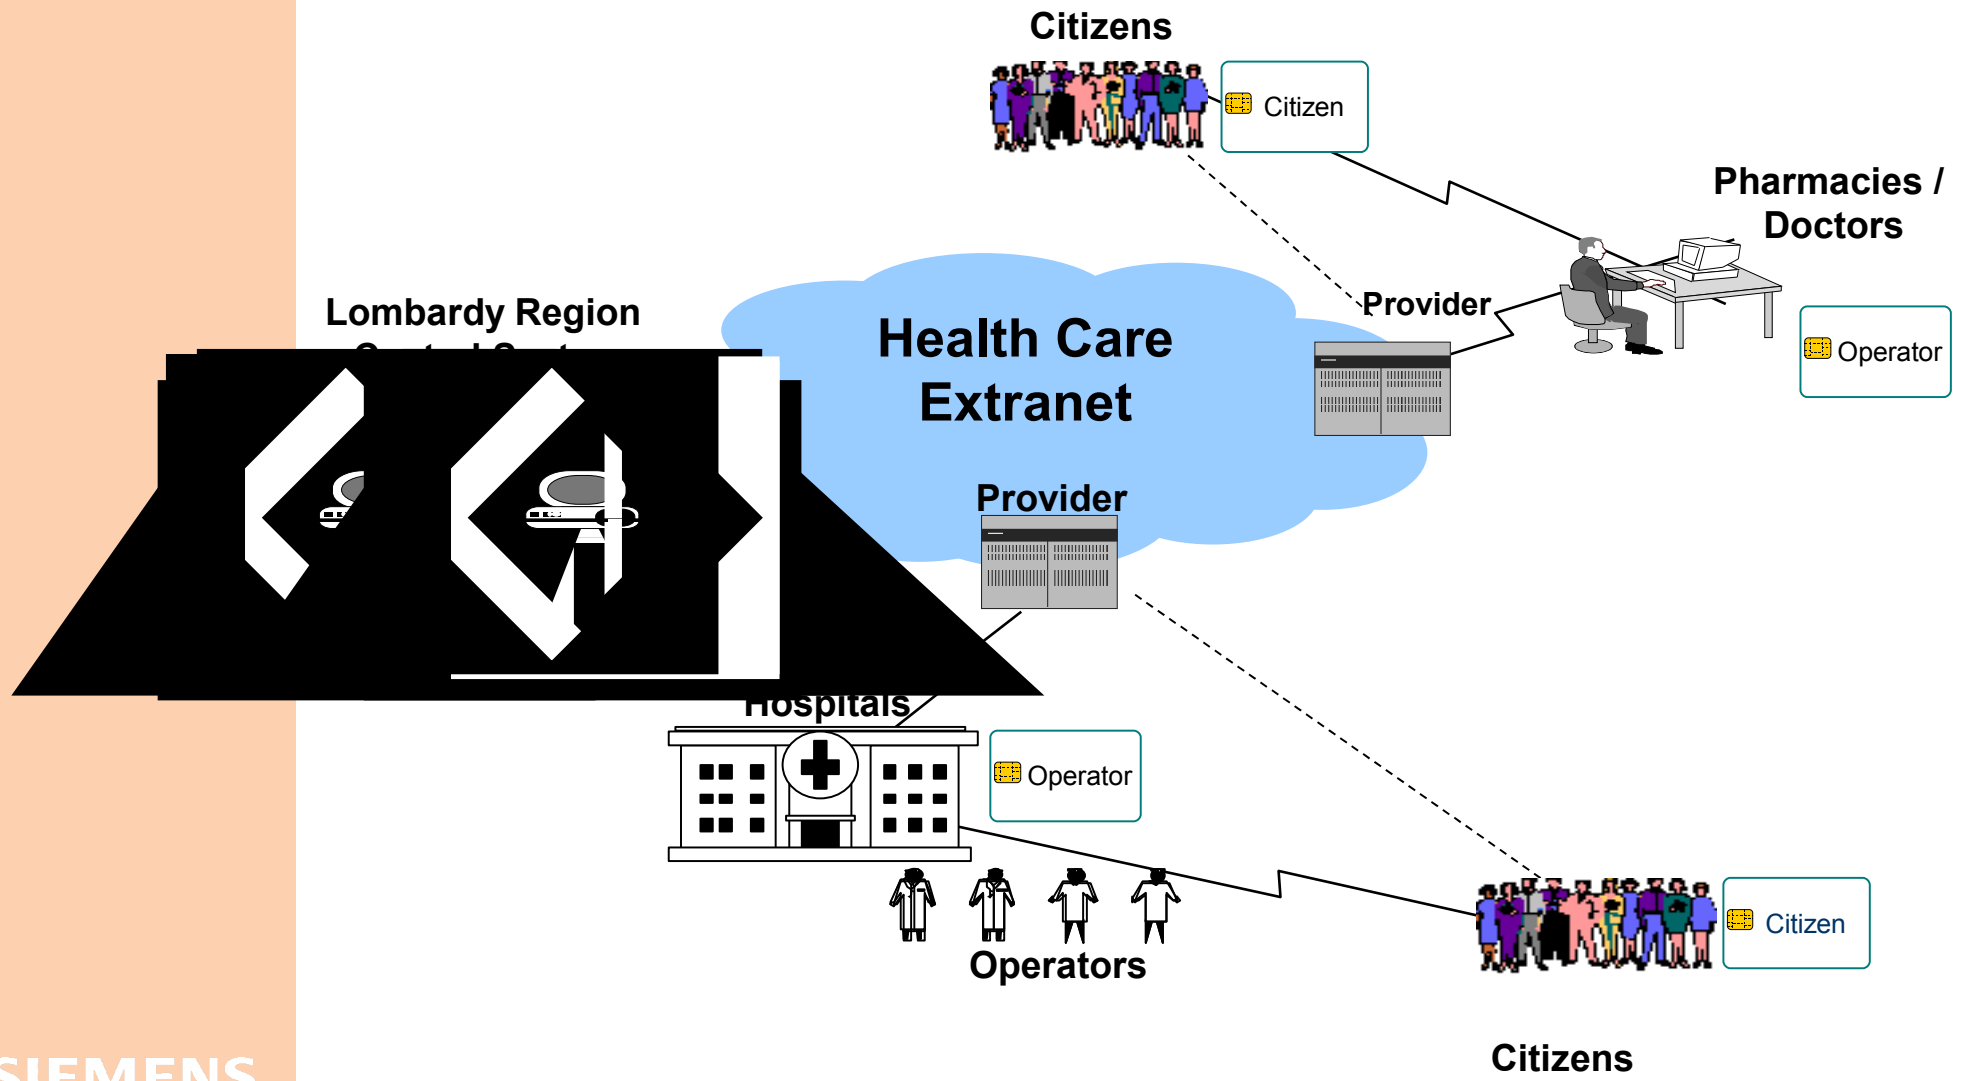 Citizens
Citizen
Pharmacies /
Doctors
Lombardy Region
Provider
Health Care
Extranet
Operator
Provider
Hospitals
Operator
Citizen
Operators
Citizens
SIEMENS